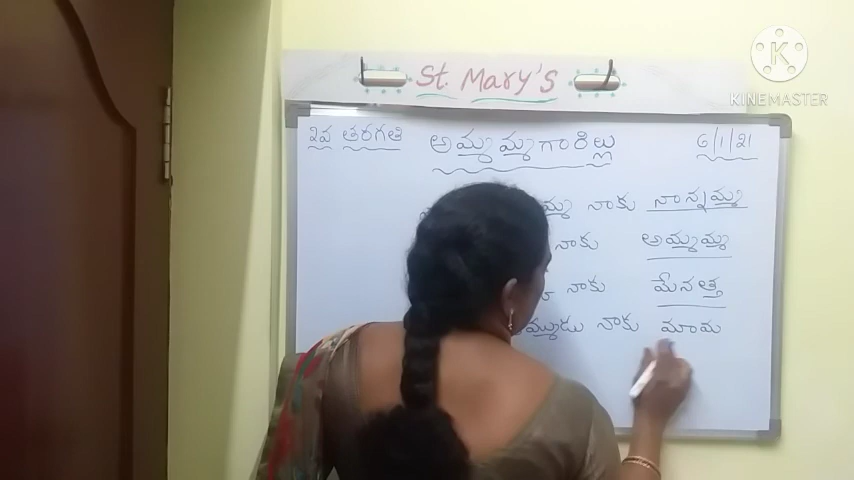 St. Mary's
KINEMASTER
2వ తరగతి అమ్మమ్మగారిల్లు 6/1/21
నాకు నాన్నమ్మ
నాకు అమ్మమ్మ
నాకు మేనత్త
నాకు మామ